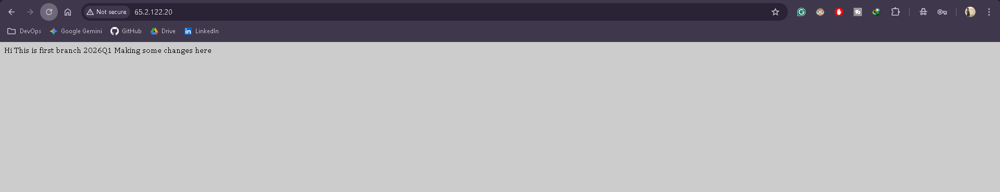 Not secure 65.2.122.20
DevOps Google Gemini GitHub Drive LinkedIn
Hi This is first branch 2026Q1 Making some changes here